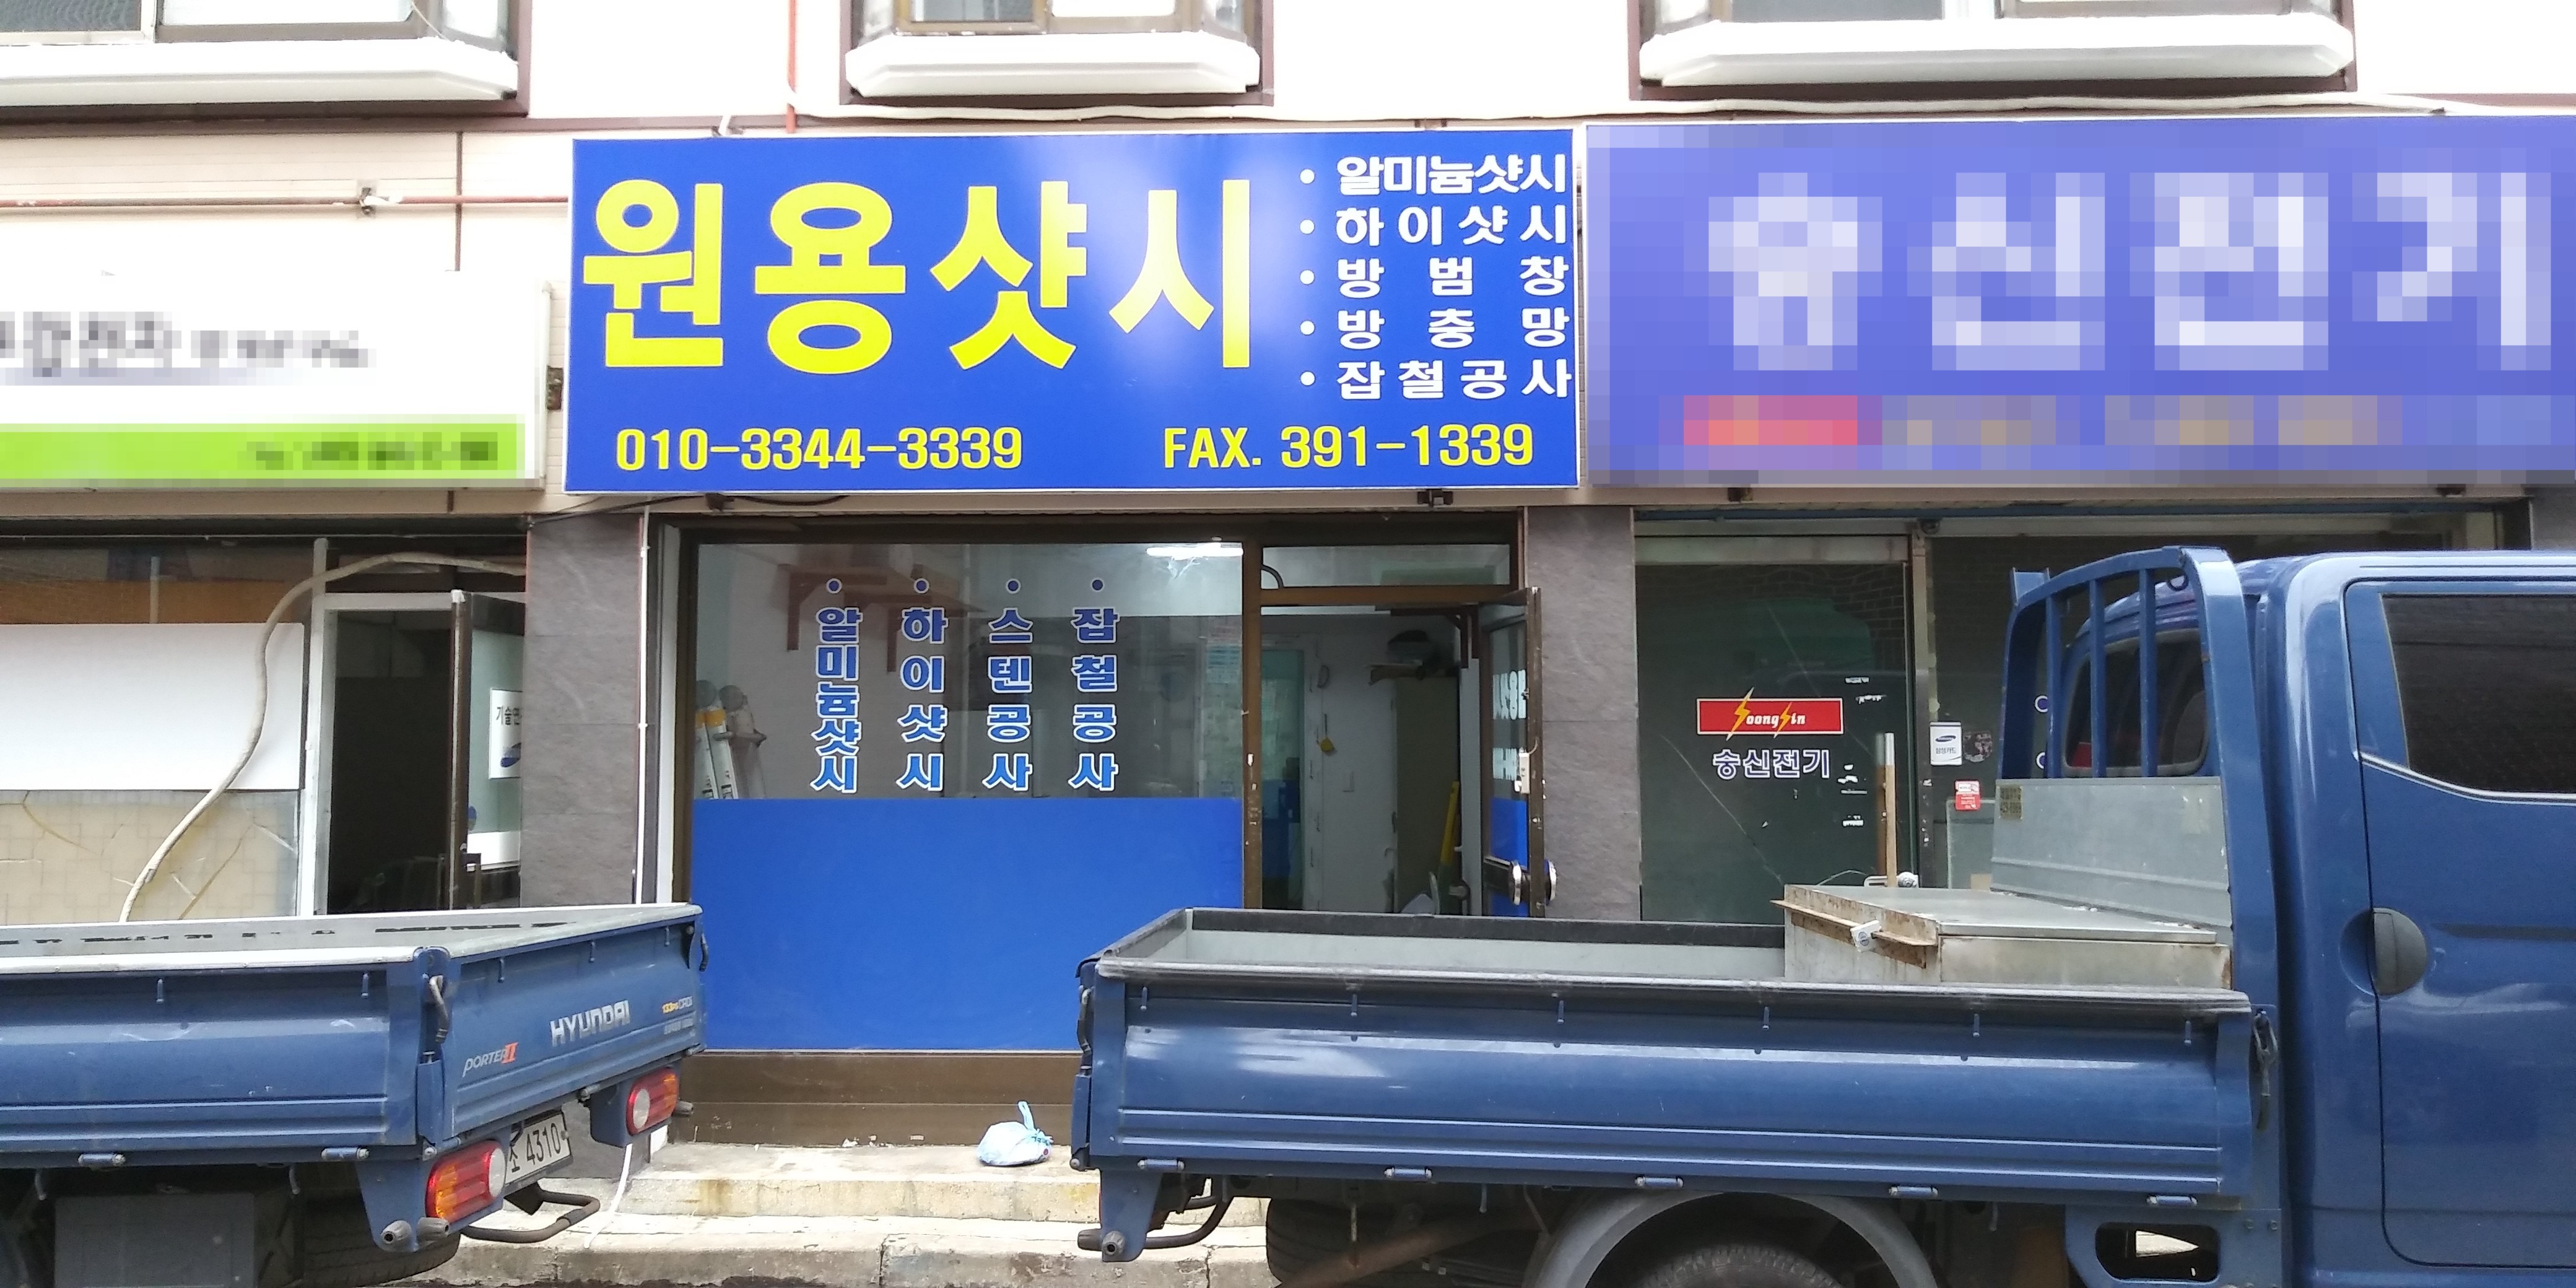 원용샷시
• 알미늄샷시
• 하이샷시
• 방범창
• 방충망
• 잡철공사
010-3344-3339 FAX. 391-1339
• 알미늄샷시
• 하이샷시
• 스텐공사
• 잡철공사
SoongSin
송신전기
HYUNDAI
PORTER II
4310